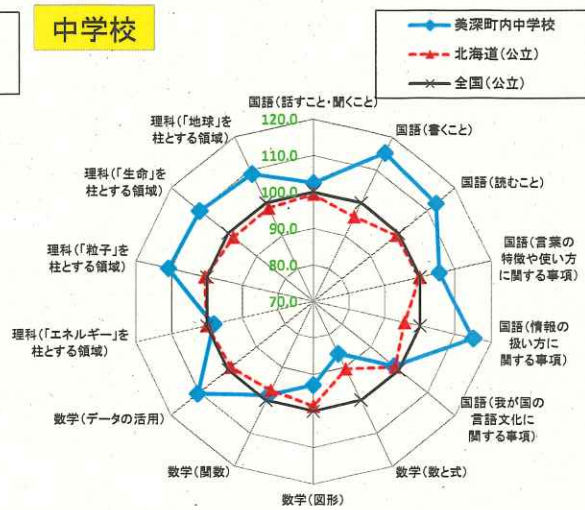 中学校
美深町内中学校
北海道(公立)
全国(公立)
国語(話すこと・聞くこと)
国語(書くこと)
国語(読むこと)
国語(言葉の
特徴や使い方
に関する事項)
国語(情報の
扱い方に
関する事項)
国語(我が国の
言語文化に
関する事項)
数学(数と式)
数学(図形)
数学(関数)
数学(データの活用)
理科(「エネルギー」を
柱とする領域)
理科(「粒子」を
柱とする領域)
理科(「生命」を
柱とする領域)
理科(「地球」を
柱とする領域)
120.0
110.0
100.0
90.0
80.0
70.0